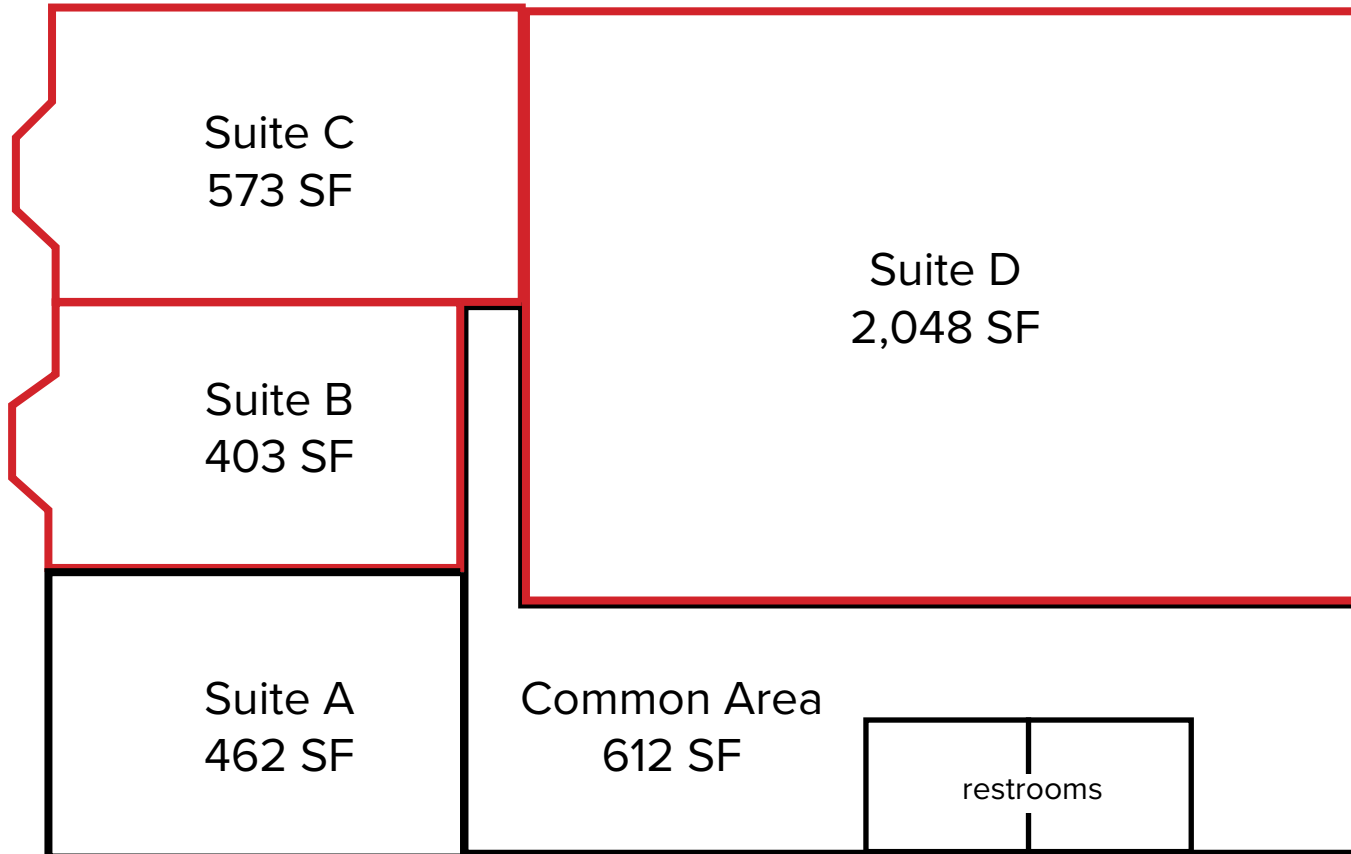 Suite C
573 SF
Suite D
2,048 SF
Suite B
403 SF
Suite A
462 SF
Common Area
612 SF
restrooms